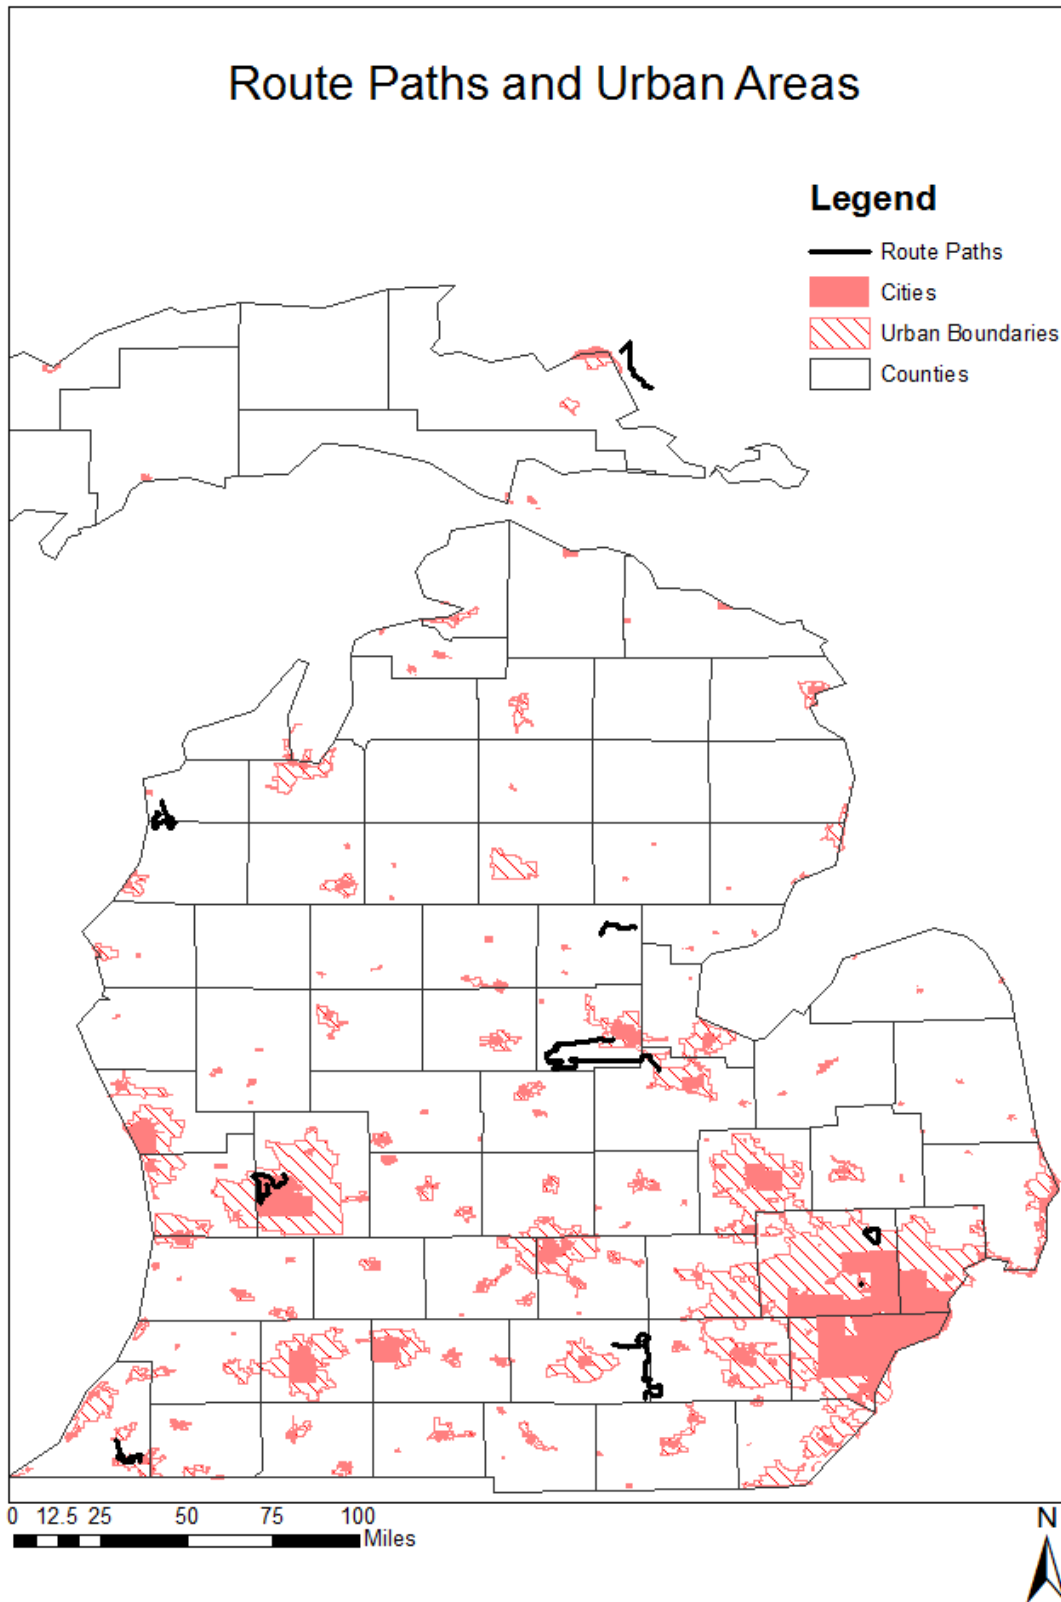 Route Paths and Urban Areas
Legend
Route Paths
Cities
Urban Boundaries
Counties
0 12.5 25 50 75 100
Miles
N